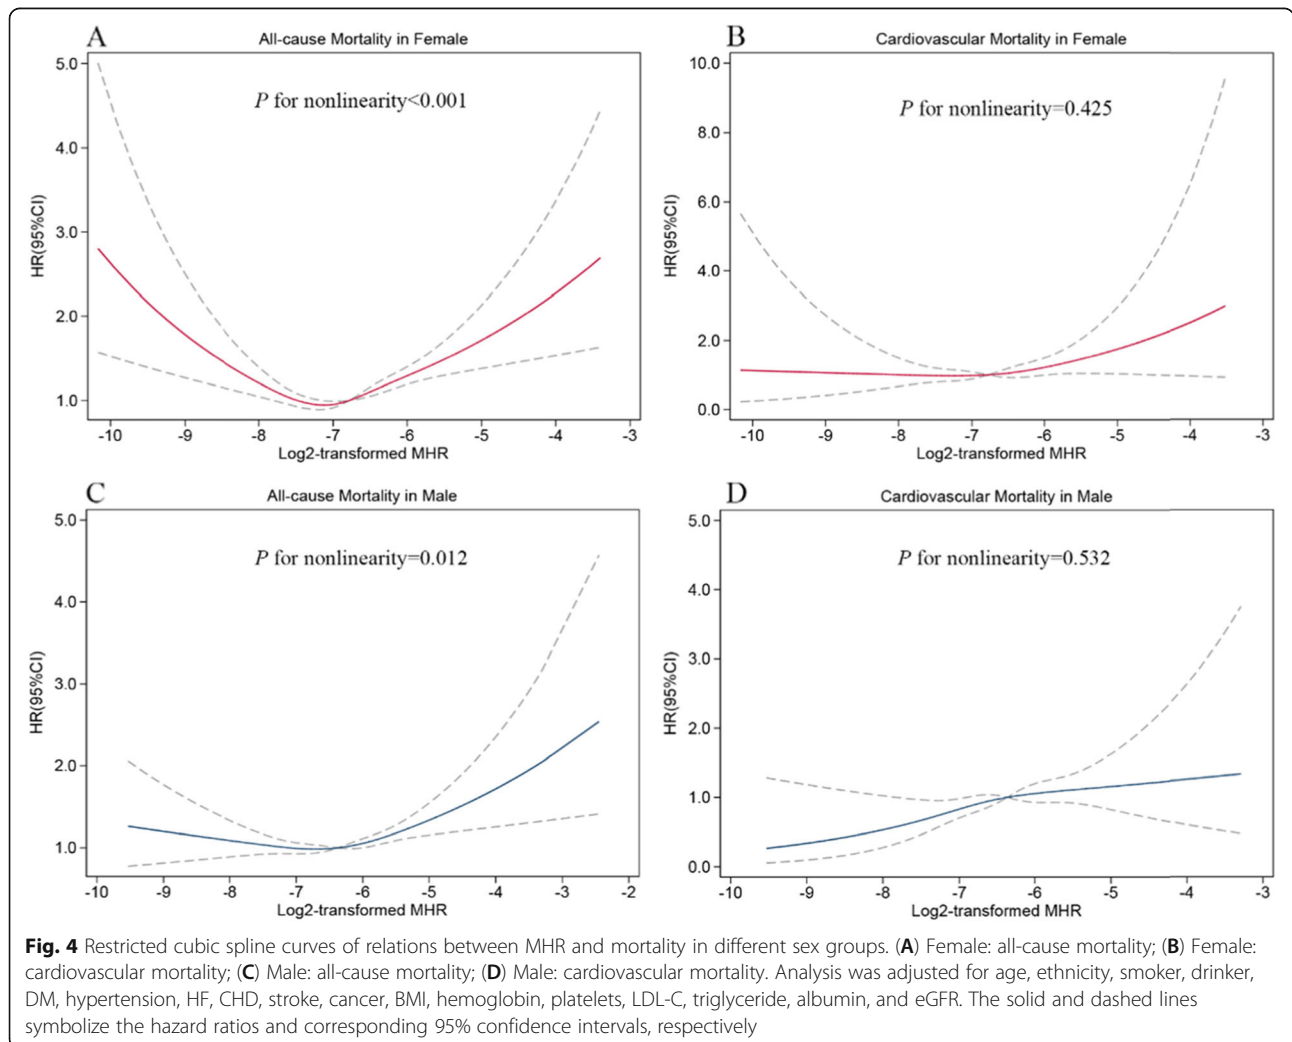 A
All-cause Mortality in Female
P for nonlinearity<0.001
HR(95%CI)
5.0
4.0
3.0
2.0
1.0
-10 -9 -8 -7 -6 -5 -4 -3
Log2-transformed MHR
B
Cardiovascular Mortality in Female
P for nonlinearity=0.425
HR(95%CI)
10.0
8.0
6.0
4.0
2.0
0.0
-10 -9 -8 -7 -6 -5 -4 -3
Log2-transformed MHR
C
All-cause Mortality in Male
P for nonlinearity=0.012
HR(95%CI)
5.0
4.0
3.0
2.0
1.0
-10 -9 -8 -7 -6 -5 -4 -3 -2
Log2-transformed MHR
D
Cardiovascular Mortality in Male
P for nonlinearity=0.532
HR(95%CI)
5.0
4.0
3.0
2.0
1.0
0.0
-10 -9 -8 -7 -6 -5 -4 -3
Log2-transformed MHR
Fig. 4 Restricted cubic spline curves of relations between MHR and mortality in different sex groups. (A) Female: all-cause mortality; (B) Female:
cardiovascular mortality; (C) Male: all-cause mortality; (D) Male: cardiovascular mortality. Analysis was adjusted for age, ethnicity, smoker, drinker,
DM, hypertension, HF, CHD, stroke, cancer, BMI, hemoglobin, platelets, LDL-C, triglyceride, albumin, and eGFR. The solid and dashed lines
symbolize the hazard ratios and corresponding 95% confidence intervals, respectively